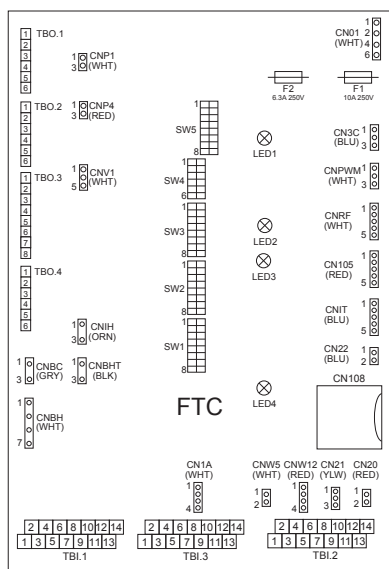 1 TBO.1
2
3
4
5
6
1 CNP1
3 (WHT)
CN01
(WHT)
1
2
4
6
F2
6.3A 250V
F1
10A 250V
1 TBO.2
2
3
4
5
6
1 CNP4
3 (RED)
1
SW5
8
LED1
CN3C
(BLU)
1
3
1 TBO.3
2
3
4
5
6
7
8
1 CNV1
5 (WHT)
1
SW4
6
CNPWM
(WHT)
1
3
1
SW3
8
LED2
CNRF
(WHT)
1
5
1 TBO.4
2
3
4
5
6
1
SW2
8
LED3
CN105
(RED)
1
5
1 CNIH
3 (ORN)
1
SW1
8
CNIT
(BLU)
1
5
1 CNBC
3 (GRY)
1 CNBHT
3 (BLK)
CN22
(BLU)
1
2
1 CNBH
(WHT)
7
FTC
LED4
CN108
CN1A
(WHT)
1
4
CNW5
(WHT)
1
2
CNW12
(RED)
1
4
CN21
(YLW)
1
3
CN20
(RED)
1
2
2 4 6 8 10 12 14
1 3 5 7 9 11 13
TBI.1
2 4 6 8 10 12 14
1 3 5 7 9 11 13
TBI.3
2 4 6 8 10 12 14
1 3 5 7 9 11 13
TBI.2